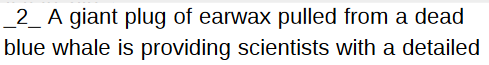 _2_ A giant plug of earwax pulled from a dead
blue whale is providing scientists with a detailed